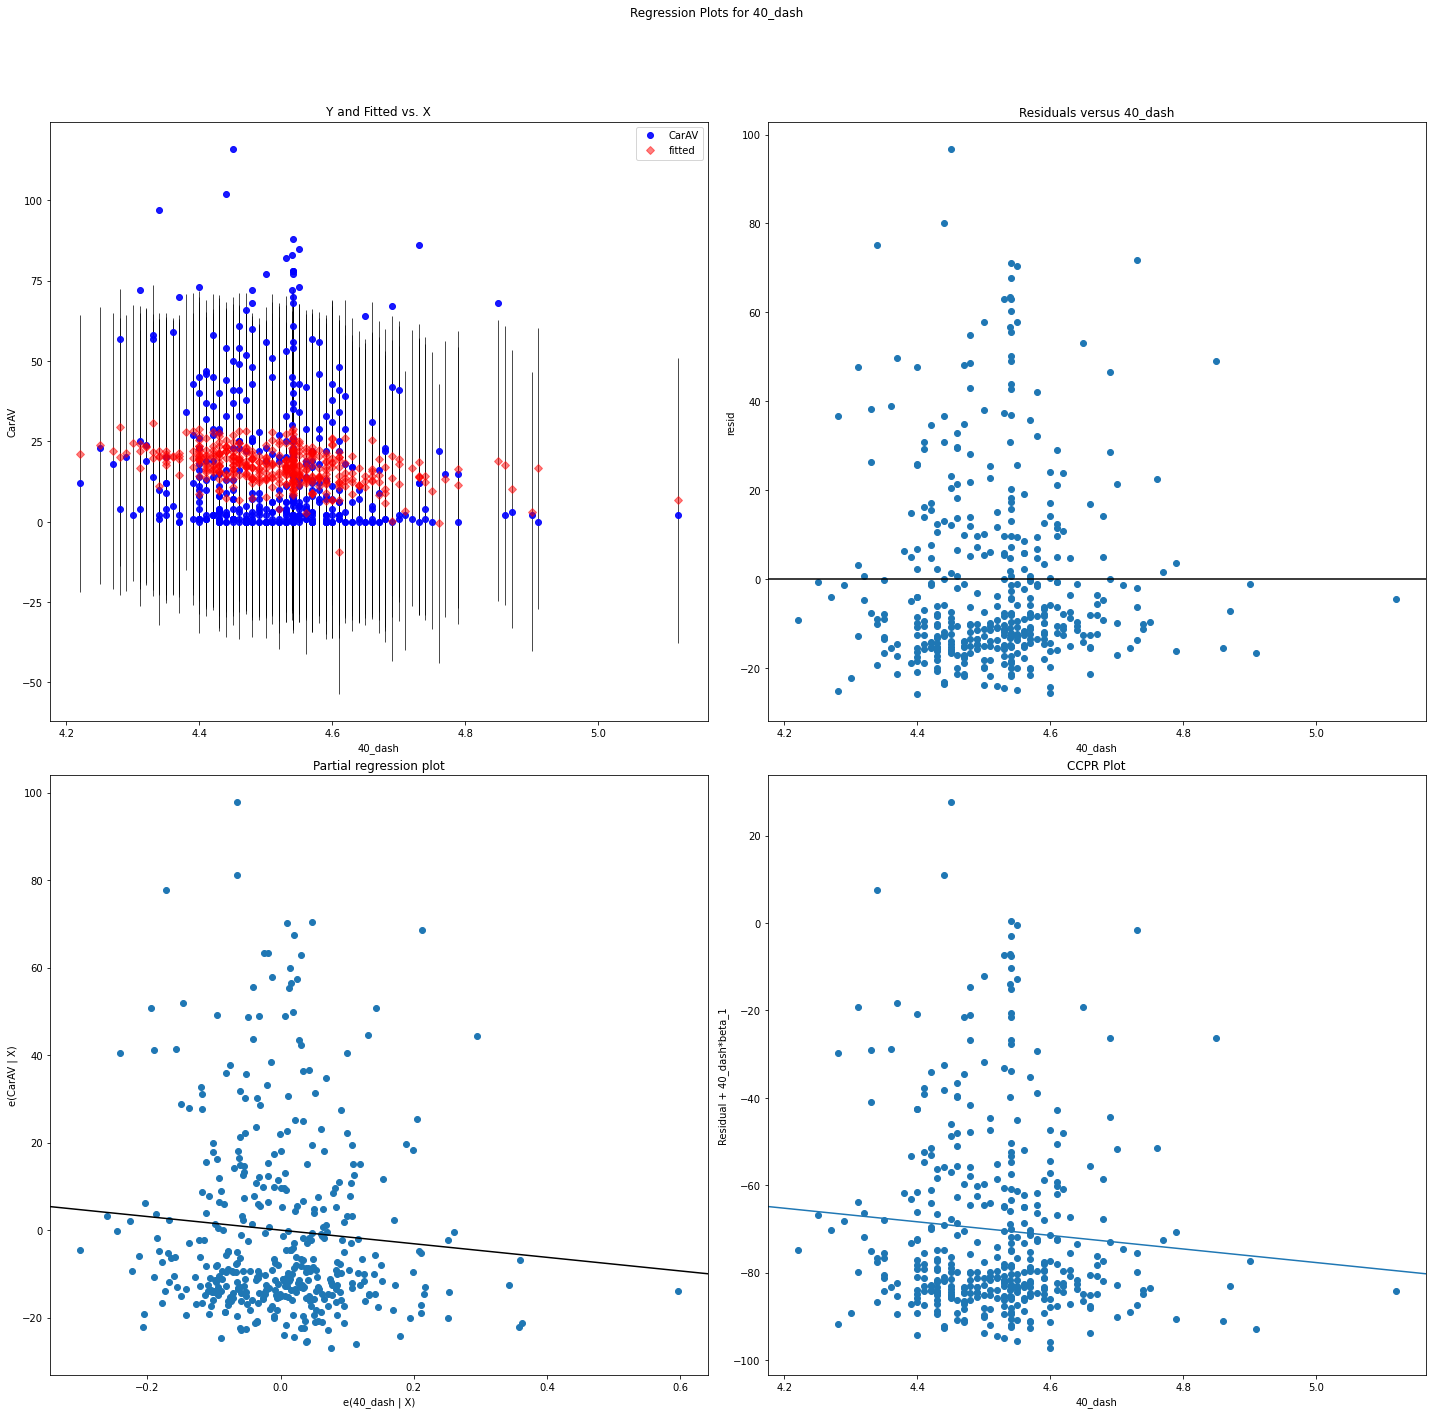 Regression Plots for 40_dash
Y and Fitted vs. X
CarAV
fitted
100
75
50
25
0
−25
−50
CarAV
4.2 4.4 4.6 4.8 5.0
40_dash
Residuals versus 40_dash
100
80
60
40
20
0
−20
resid
4.2 4.4 4.6 4.8 5.0
40_dash
Partial regression plot
100
80
60
40
20
0
−20
e(CarAV | X)
−0.2 0.0 0.2 0.4 0.6
e(40_dash | X)
CCPR Plot
20
0
−20
−40
−60
−80
−100
Residual + 40_dash*beta_1
4.2 4.4 4.6 4.8 5.0
40_dash